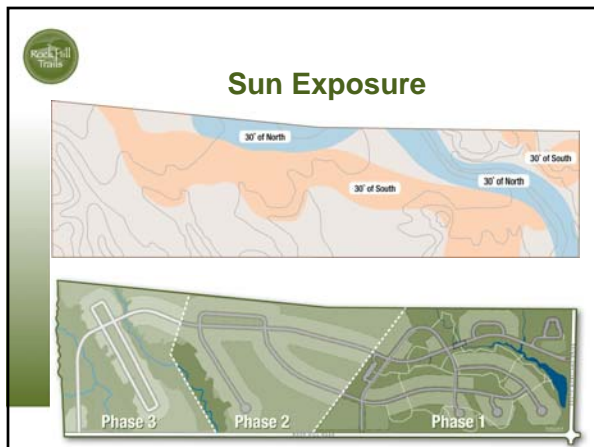 Rock Hill
Trails
Sun Exposure
30° of North
30° of South
30° of South
30° of North
Phase 3
Phase 2
Phase 1